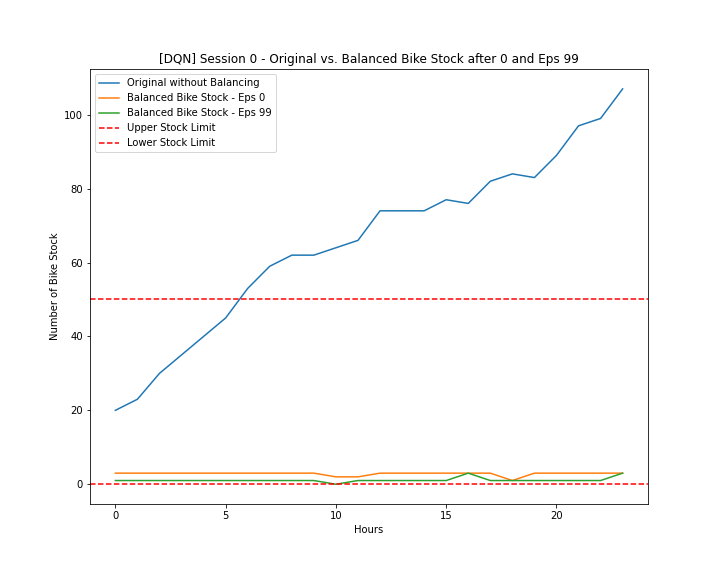 [DQN] Session 0 - Original vs. Balanced Bike Stock after 0 and Eps 99
Original without Balancing
Balanced Bike Stock - Eps 0
Balanced Bike Stock - Eps 99
Upper Stock Limit
Lower Stock Limit
100
80
60
40
20
0
Number of Bike Stock
0 5 10 15 20
Hours